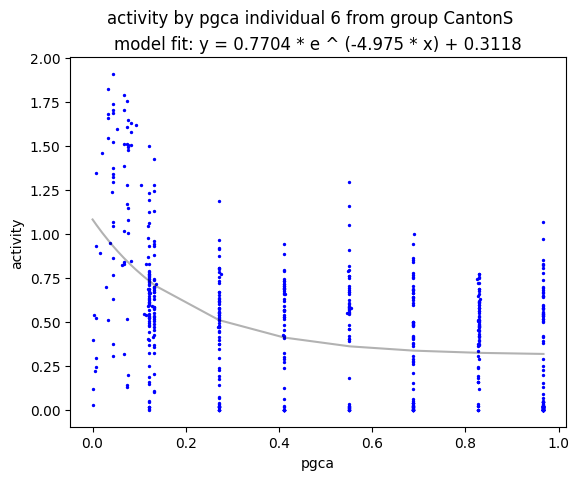 activity by pgca individual 6 from group CantonS
model fit: y = 0.7704 * e ^ (-4.975 * x) + 0.3118
2.00
1.75
1.50
1.25
1.00
0.75
0.50
0.25
0.00
activity
0.0 0.2 0.4 0.6 0.8 1.0
pgca